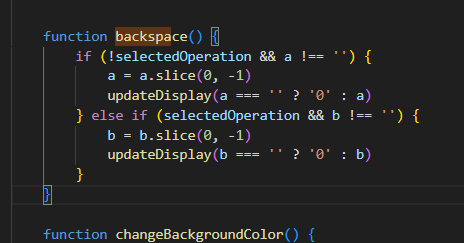 function backspace() {
if (!selectedOperation && a !== '') {
a = a.slice(0, -1)
updateDisplay(a === '' ? '0' : a)
} else if (selectedOperation && b !== '') {
b = b.slice(0, -1)
updateDisplay(b === '' ? '0' : b)
}
}
function changeBackgroundColor() {